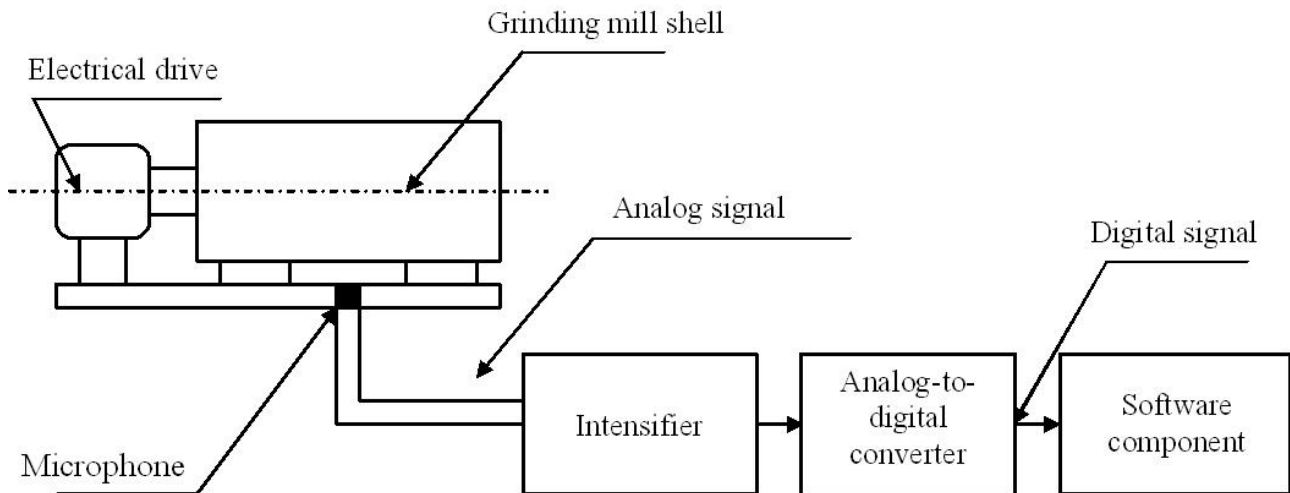 Grinding mill shell
Electrical drive
Analog signal
Digital signal
Microphone
Intensifier
Analog-to-
digital
converter
Software
component